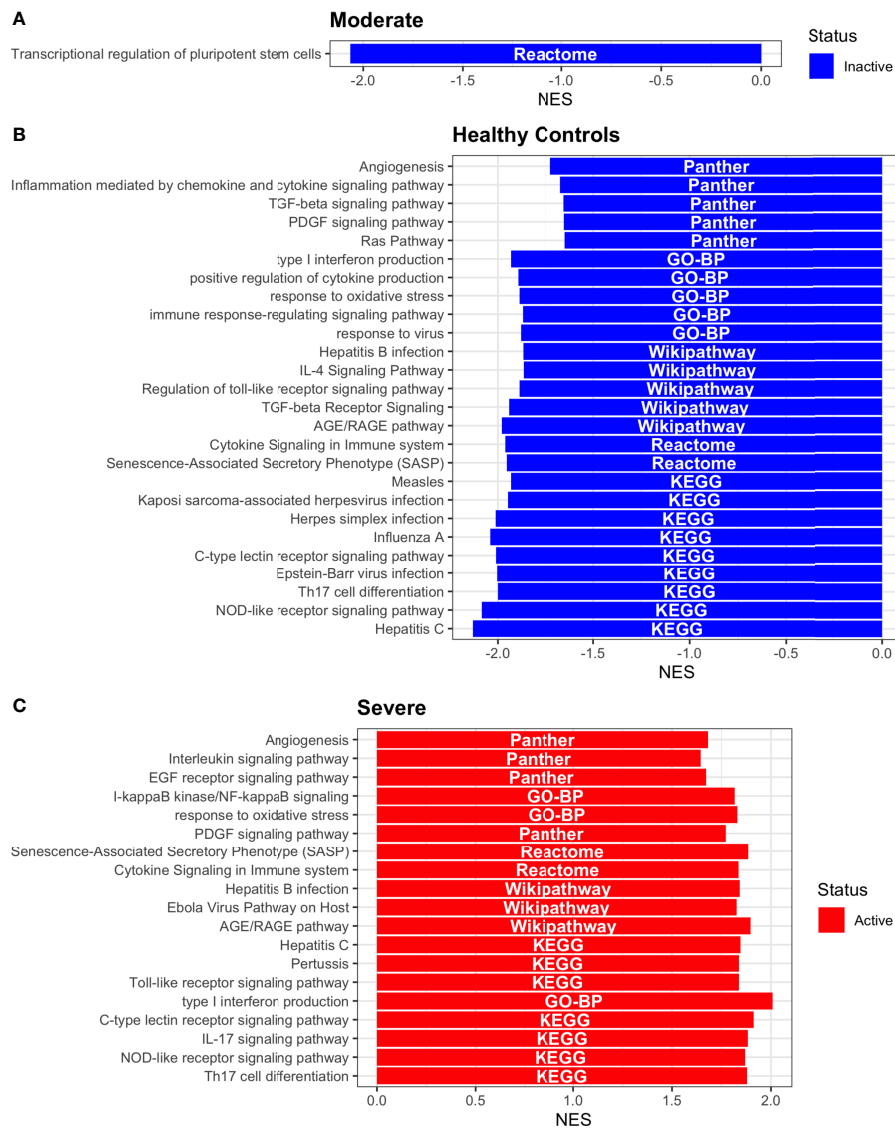 A
Moderate
Transcriptional regulation of pluripotent stem cells
Reactome
-2.0 -1.5 -1.0 -0.5 0.0
NES
Status
Inactive
B
Healthy Controls
Angiogenesis Panther
Inflammation mediated by chemokine and cytokine signaling pathway Panther
TGF-beta signaling pathway Panther
PDGF signaling pathway Panther
Ras Pathway Panther
type I interferon production GO-BP
positive regulation of cytokine production GO-BP
response to oxidative stress GO-BP
immune response-regulating signaling pathway GO-BP
response to virus GO-BP
Hepatitis B infection Wikipathway
IL-4 Signaling Pathway Wikipathway
Regulation of toll-like receptor signaling pathway Wikipathway
TGF-beta Receptor Signaling Wikipathway
AGE/RAGE pathway Wikipathway
Cytokine Signaling in Immune system Reactome
Senescence-Associated Secretory Phenotype (SASP) Reactome
Measles KEGG
Kaposi sarcoma-associated herpesvirus infection KEGG
Herpes simplex infection KEGG
Influenza A KEGG
C-type lectin receptor signaling pathway KEGG
Epstein-Barr virus infection KEGG
Th17 cell differentiation KEGG
NOD-like receptor signaling pathway KEGG
Hepatitis C KEGG
-2.0 -1.5 -1.0 -0.5 0.0
NES
C
Severe
Angiogenesis Panther
Interleukin signaling pathway Panther
EGF receptor signaling pathway Panther
I-kappaB kinase/NF-kappaB signaling GO-BP
response to oxidative stress GO-BP
PDGF signaling pathway Panther
Senescence-Associated Secretory Phenotype (SASP) Reactome
Cytokine Signaling in Immune system Reactome
Hepatitis B infection Wikipathway
Ebola Virus Pathway on Host Wikipathway
AGE/RAGE pathway Wikipathway
Hepatitis C KEGG
Pertussis KEGG
Toll-like receptor signaling pathway KEGG
type I interferon production GO-BP
C-type lectin receptor signaling pathway KEGG
IL-17 signaling pathway KEGG
NOD-like receptor signaling pathway KEGG
Th17 cell differentiation KEGG
0.0 0.5 1.0 1.5 2.0
NES
Status
Active